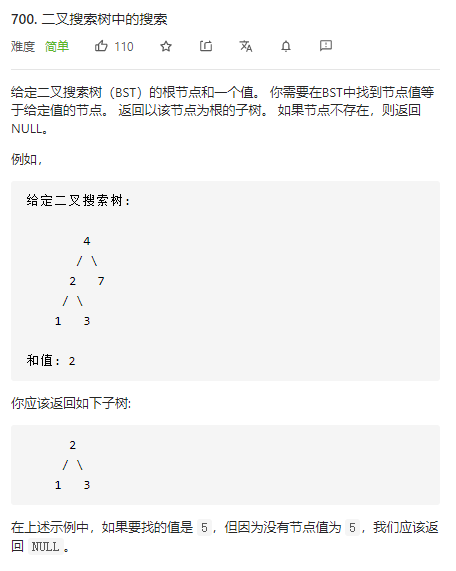 700. 二叉搜索树中的搜索
难度 简单 110
给定二叉搜索树（BST）的根节点和一个值。 你需要在BST中找到节点值等
于给定值的节点。 返回以该节点为根的子树。 如果节点不存在，则返回
NULL。
例如，
给定二叉搜索树:
4
/ \
2 7
/ \
1 3
和值: 2
你应该返回如下子树:
2
/ \
1 3
在上述示例中，如果要找的值是 5，但因为没有节点值为 5，我们应该返
回 NULL。